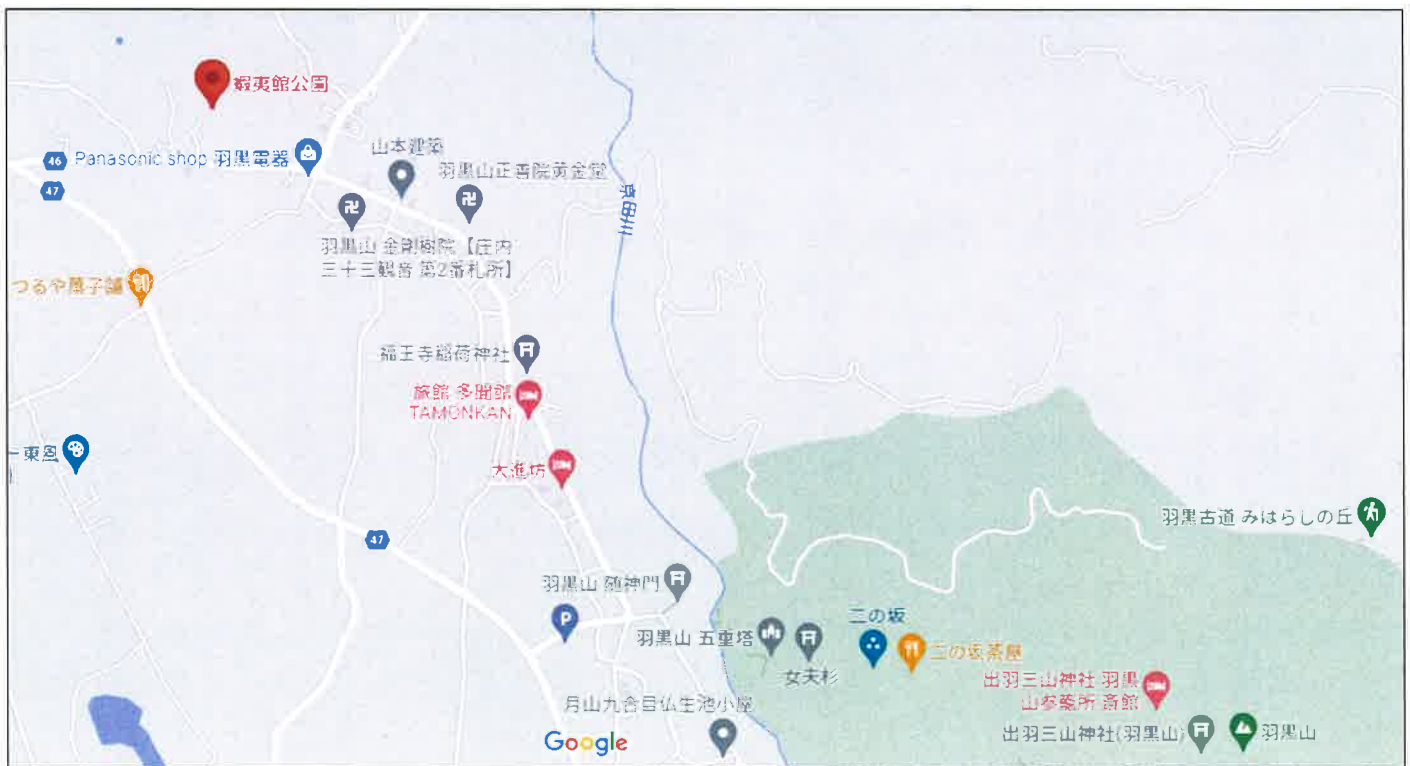 蝦夷館公園
46
Panasonic shop 羽黒電器
47
山本建築
羽黒山正善院黄金堂
羽黒山 金剛樹院【庄内
三十三観音 第2番札所】
京田川
つるや菓子舗
福王寺稲荷神社
旅館 多聞館
TAMONKAN
東風
大進坊
羽黒古道 みはらしの丘
47
羽黒山 随神門
P
二の坂
羽黒山 五重塔
二の坂茶屋
女夫杉
出羽三山神社 羽黒
山参籠所 斎館
月山九合目仏生池小屋
出羽三山神社(羽黒山)
羽黒山
Google